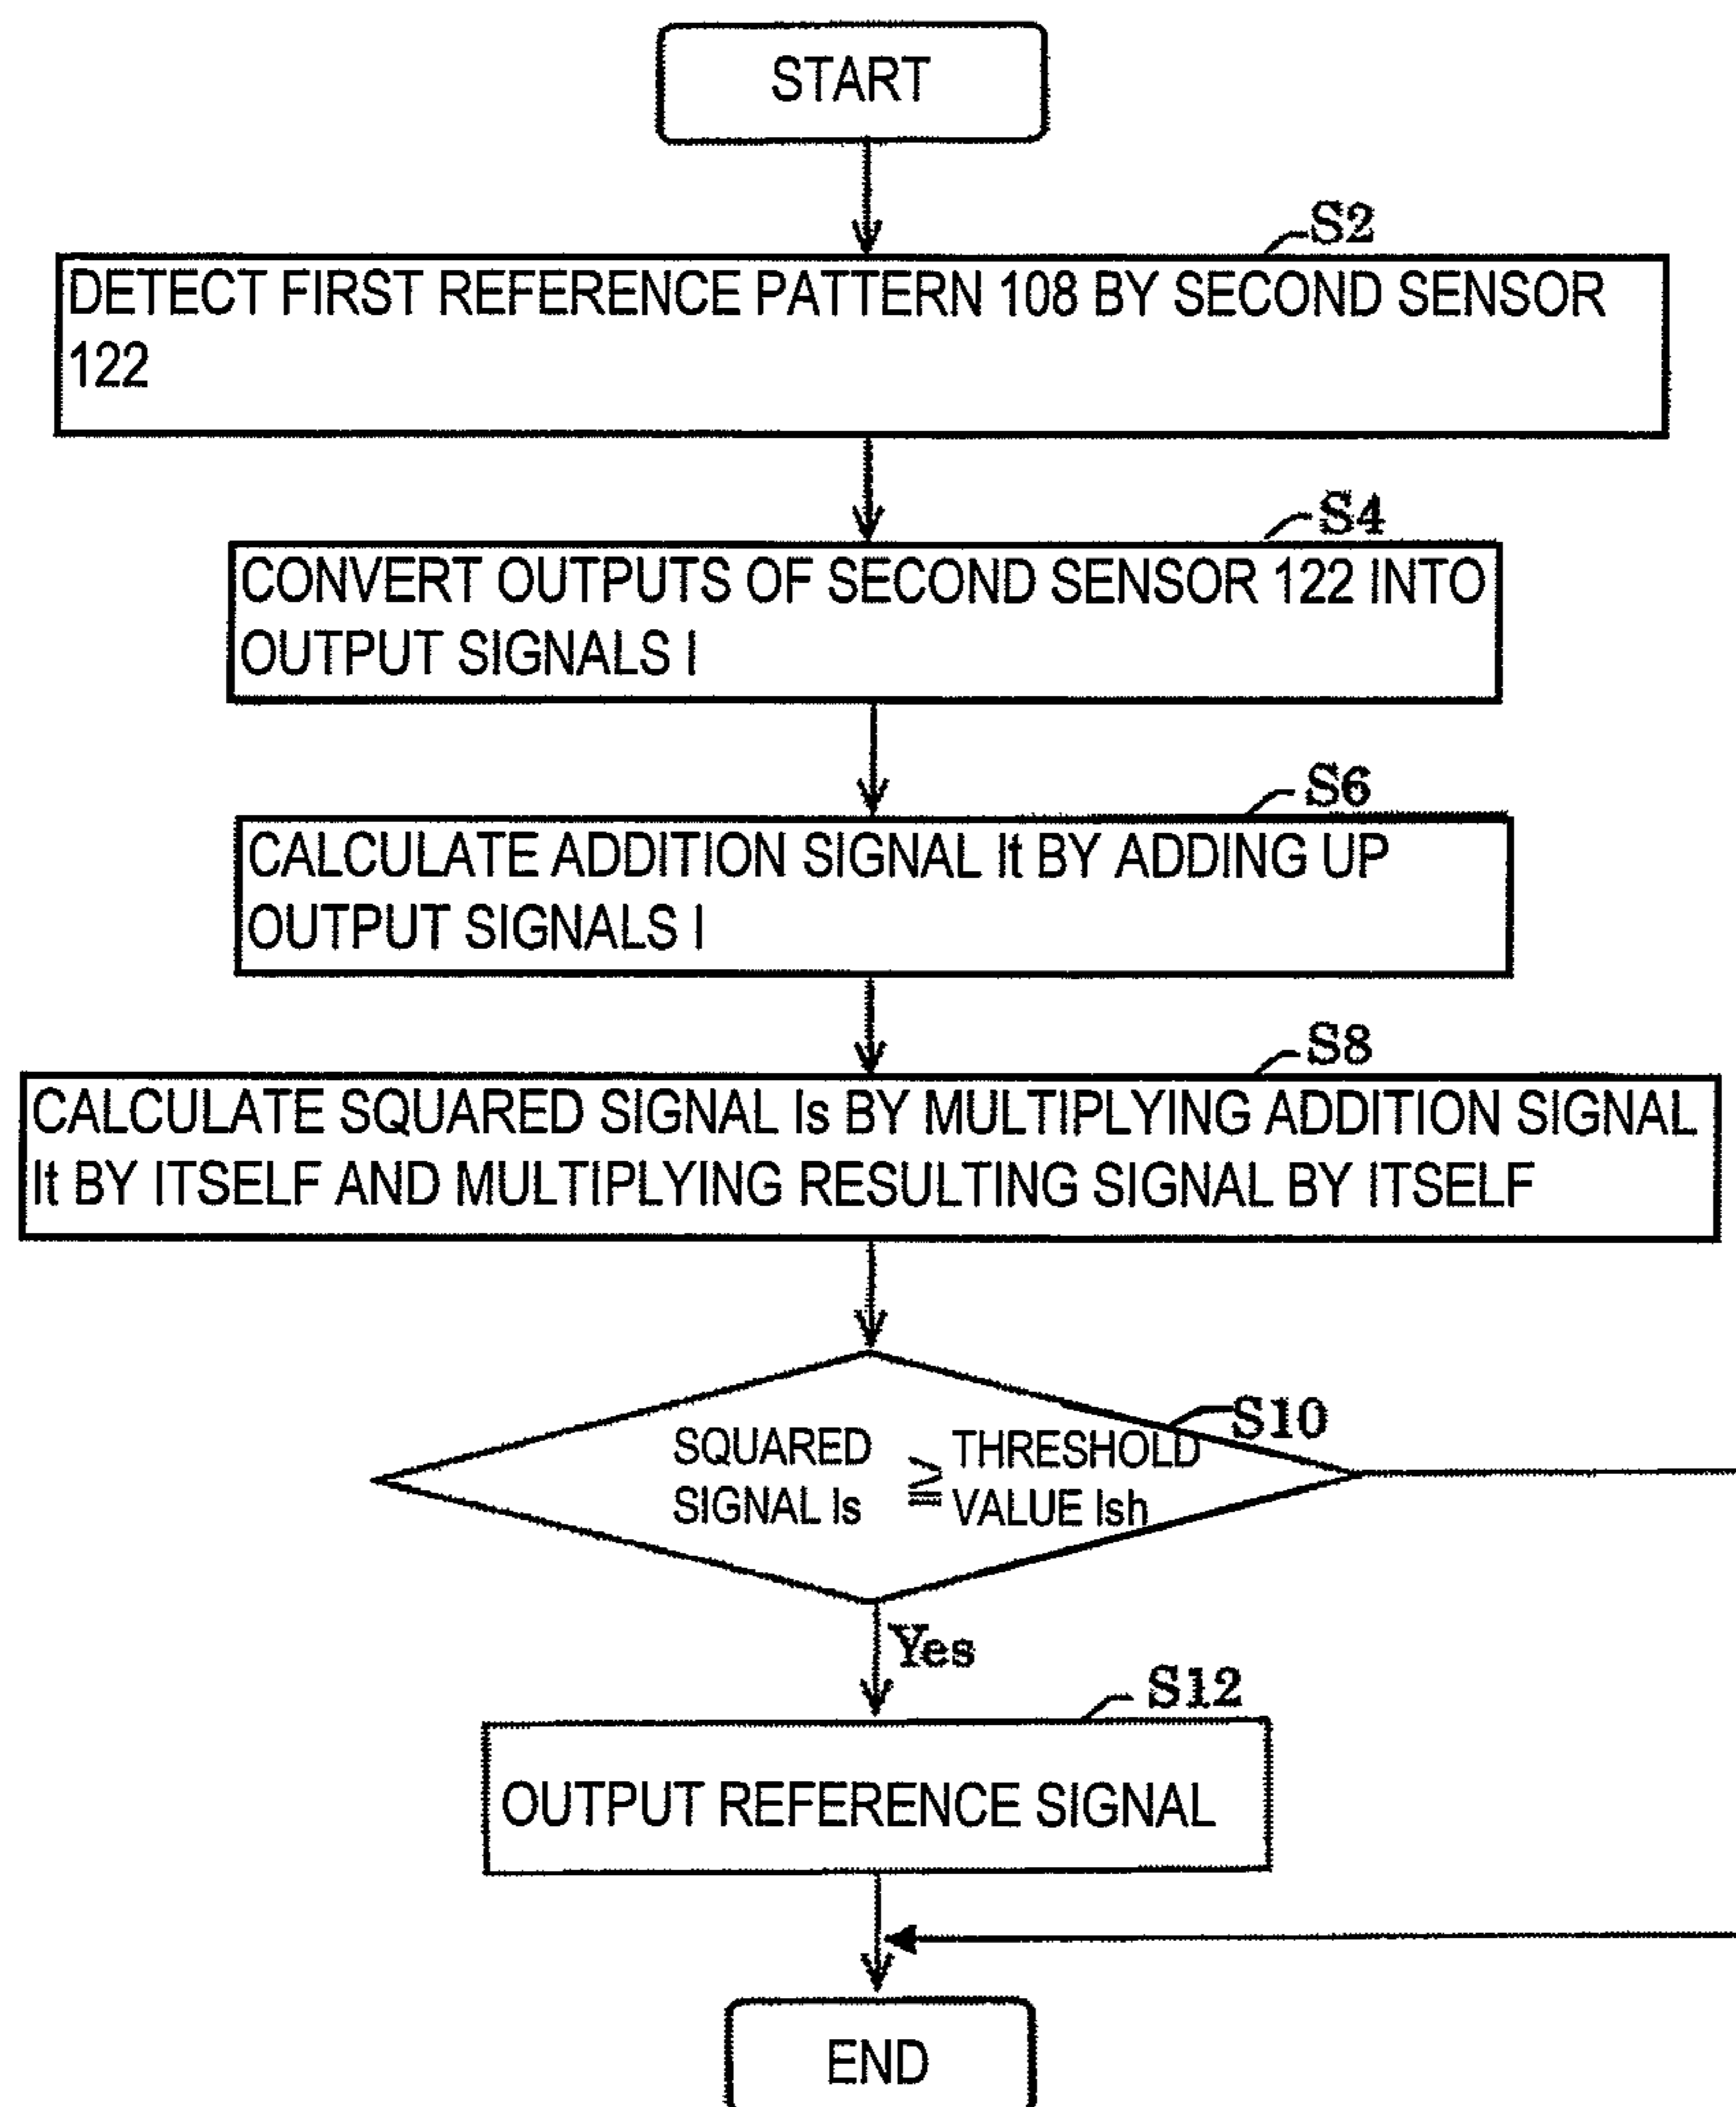 START
S2
DETECT FIRST REFERENCE PATTERN 108 BY SECOND SENSOR
122
S4
CONVERT OUTPUTS OF SECOND SENSOR 122 INTO
OUTPUT SIGNALS I
S6
CALCULATE ADDITION SIGNAL It BY ADDING UP
OUTPUT SIGNALS I
S8
CALCULATE SQUARED SIGNAL Is BY MULTIPLYING ADDITION SIGNAL
It BY ITSELF AND MULTIPLYING RESULTING SIGNAL BY ITSELF
S10
SQUARED SIGNAL Is ≧ THRESHOLD VALUE Ish
Yes
S12
OUTPUT REFERENCE SIGNAL
END